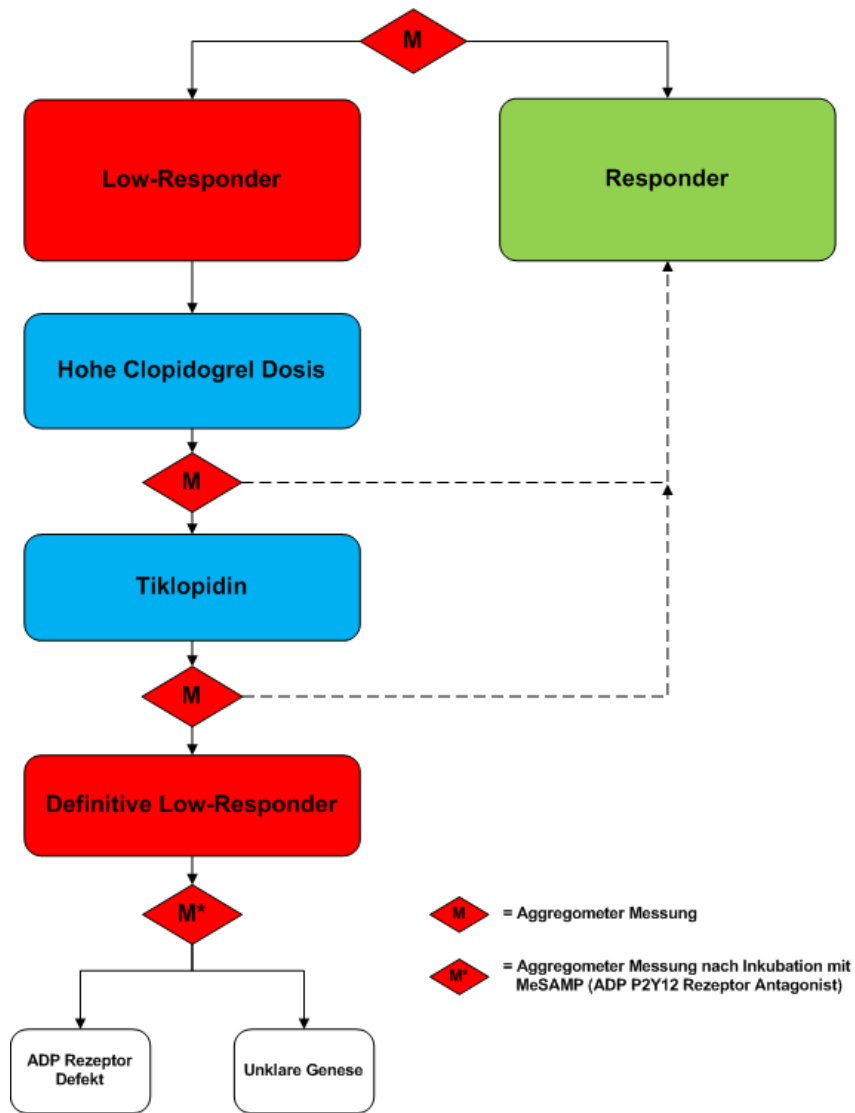 M
Low-Responder
Responder
Hohe Clopidogrel Dosis
M
Tiklopidin
M
Definitive Low-Responder
M*
M = Aggregometer Messung
M* = Aggregometer Messung nach Inkubation mit
MeSAMP (ADP P2Y12 Rezeptor Antagonist)
ADP Rezeptor
Defekt
Unklare Genese